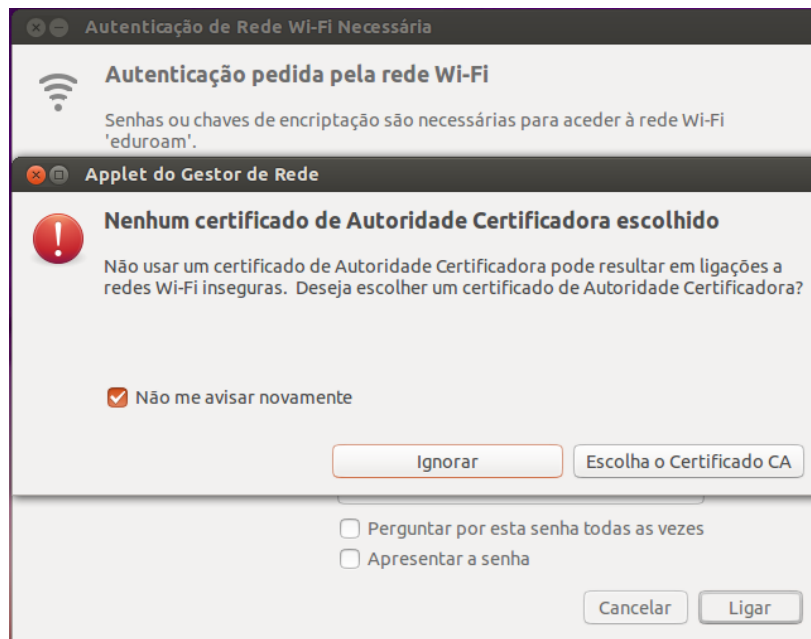 Autenticação de Rede Wi-Fi Necessária
Autenticação pedida pela rede Wi-Fi
Senhas ou chaves de encriptação são necessárias para aceder à rede Wi-Fi
'eduroam'.
Applet do Gestor de Rede
Nenhum certificado de Autoridade Certificadora escolhido
Não usar um certificado de Autoridade Certificadora pode resultar em ligações a
redes Wi-Fi inseguras.  Deseja escolher um certificado de Autoridade Certificadora?
Não me avisar novamente
Ignorar
Escolha o Certificado CA
Perguntar por esta senha todas as vezes
Apresentar a senha
Cancelar
Ligar